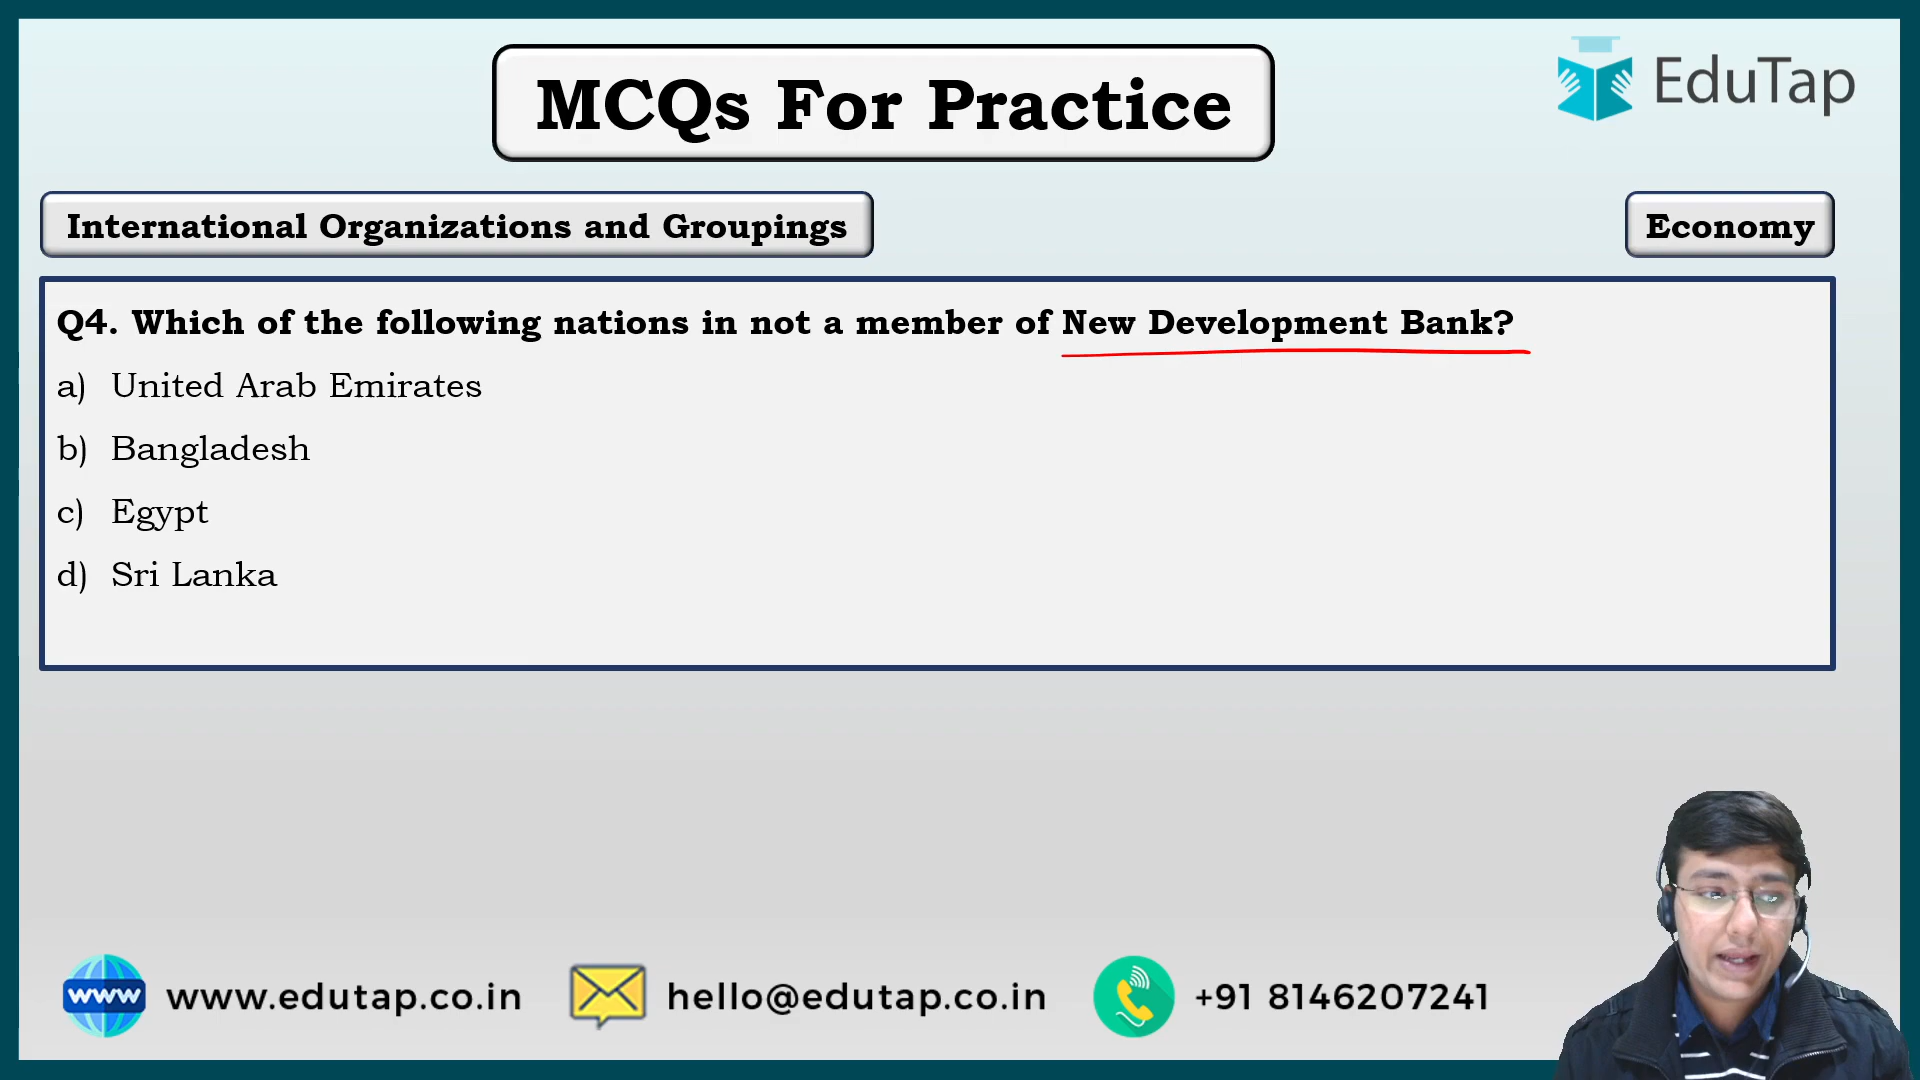 MCQs For Practice
EduTap
International Organizations and Groupings
Economy
Q4. Which of the following nations in not a member of New Development Bank?
a) United Arab Emirates
b) Bangladesh
c) Egypt
d) Sri Lanka
www www.edutap.co.in hello@edutap.co.in +91 8146207241